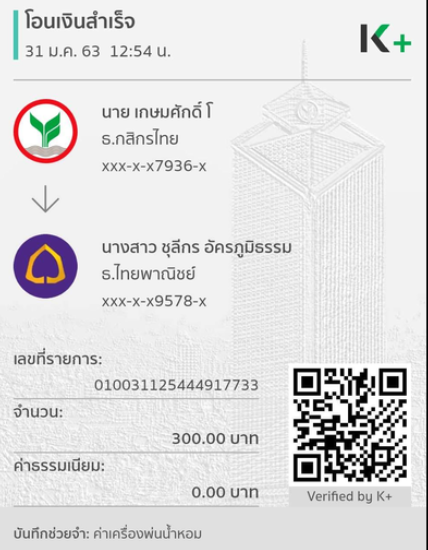 โอนเงินสำเร็จ
31 ม.ค. 63 12:54 น.
K+
นาย เกษมศักดิ์ โ
ธ.กสิกรไทย
xxx-x-x7936-x
นางสาว ชุลีกร อัครภูมิธรรม
ธ.ไทยพาณิชย์
xxx-x-x9578-x
เลขที่รายการ:
010031125444917733
จำนวน:
300.00 บาท
ค่าธรรมเนียม:
0.00 บาท
Verified by K+
บันทึกช่วยจำ: ค่าเครื่องพ่นน้ำหอม